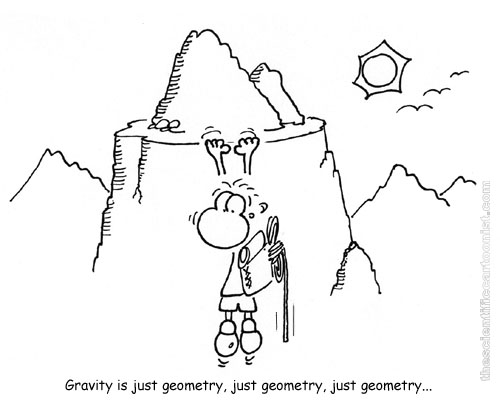 thescientificcartoonist.com
Gravity is just geometry, just geometry, just geometry...